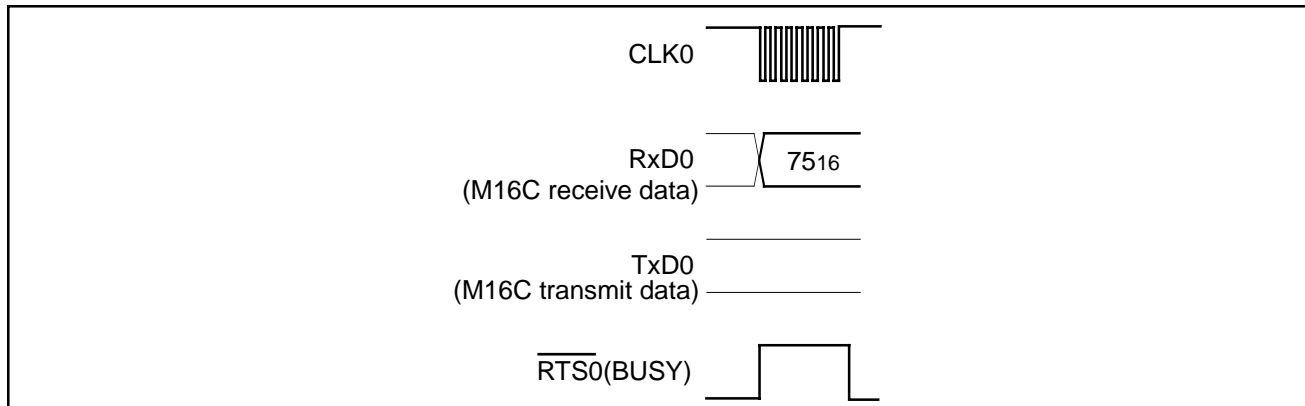 CLK0
RxD0
(M16C receive data)
7516
TxD0
(M16C transmit data)
RTS0(BUSY)